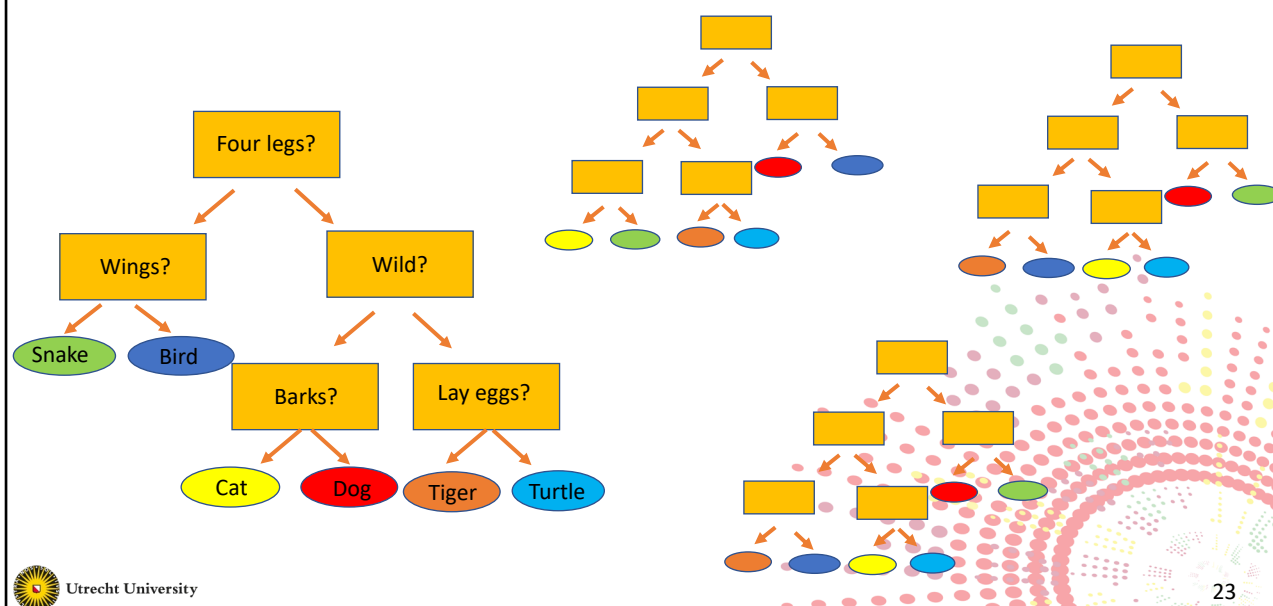 Four legs?
Wings?
Wild?
Snake
Bird
Barks?
Lay eggs?
Cat
Dog
Tiger
Turtle
Utrecht University
23